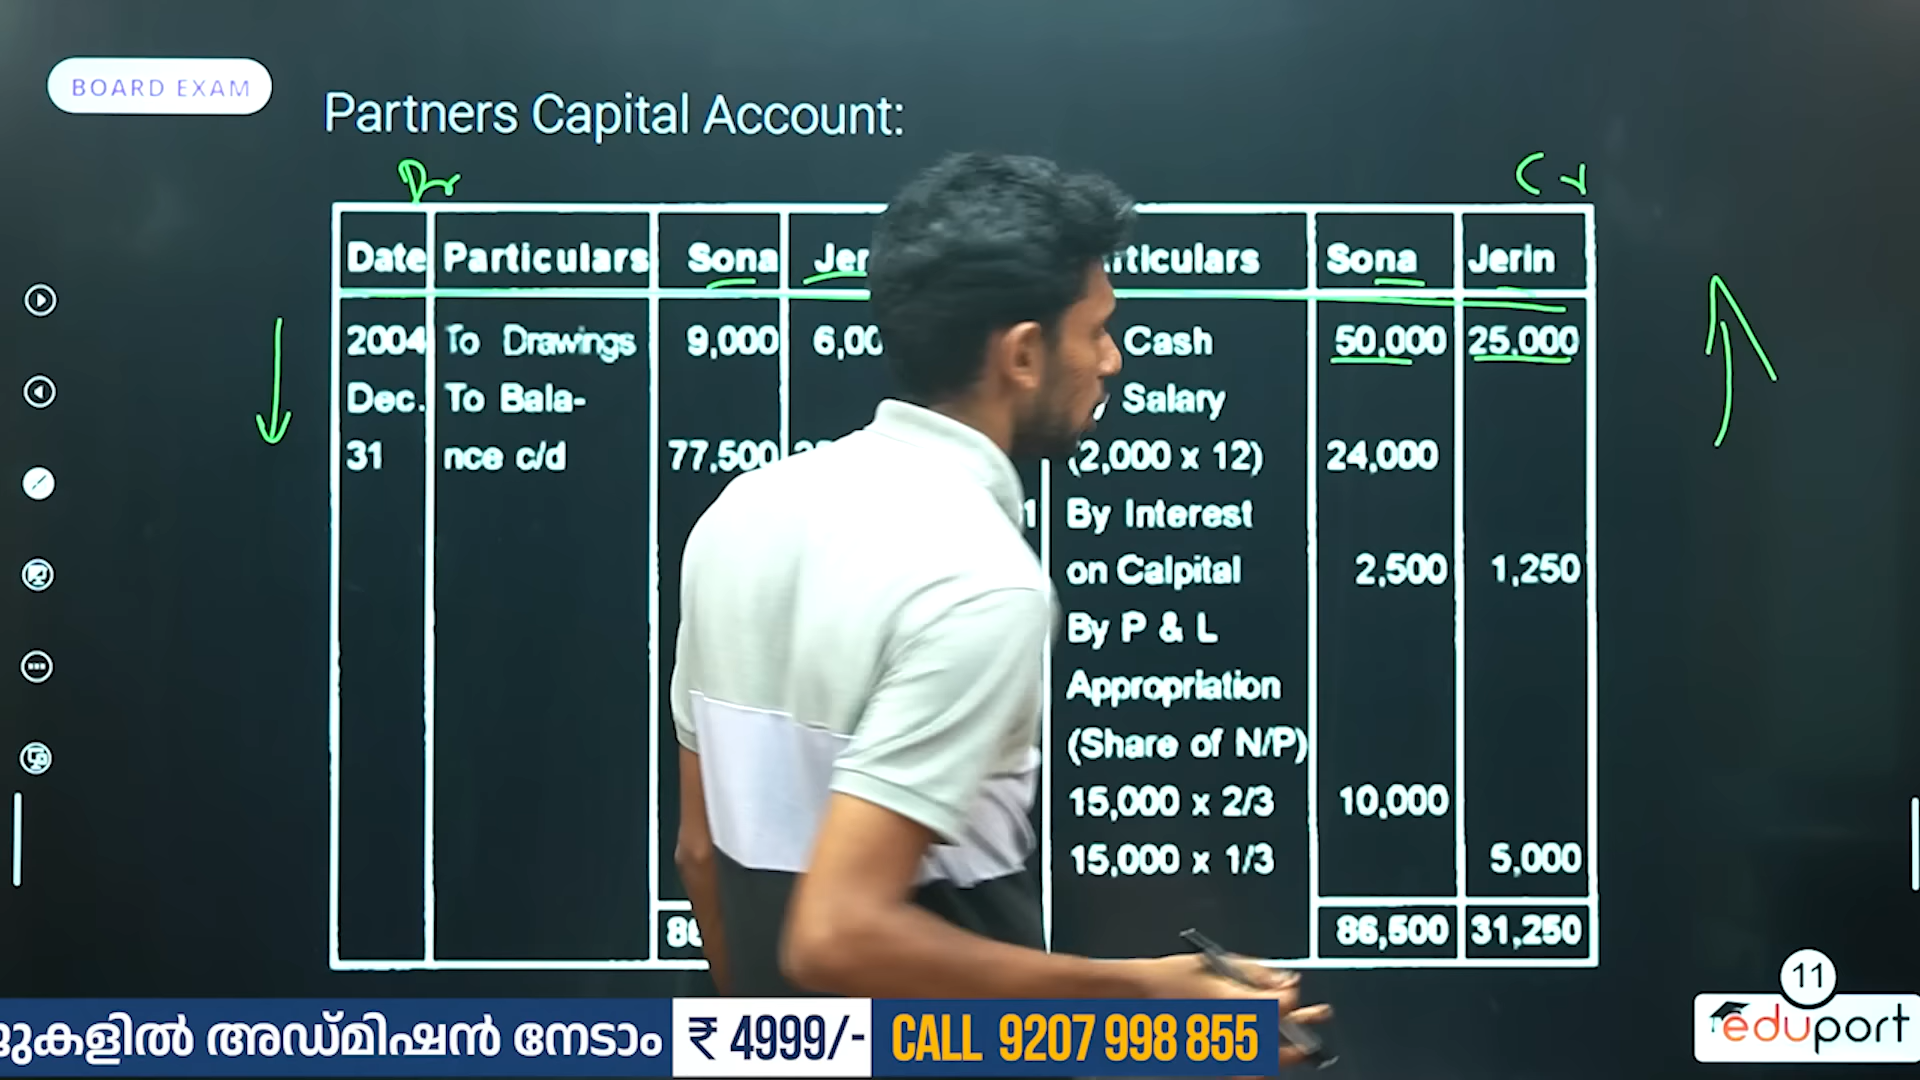 BOARD EXAM
Partners Capital Account:
Dr
Cr
Date Particulars Sona
Sona Jerin
2004 To Drawings 9,000
Cash 50,000 25,000
Dec. To Bala-
Salary
31 nce c/d 77,500
(2,000 x 12) 24,000
By Interest
on Calpital 2,500 1,250
By P & L
Appropriation
(Share of N/P)
15,000 x 2/3 10,000
15,000 x 1/3 5,000
86,500 31,250
11
eduport
അഡ്മിഷൻ നേടാം ₹ 4999/- CALL 9207 998 855